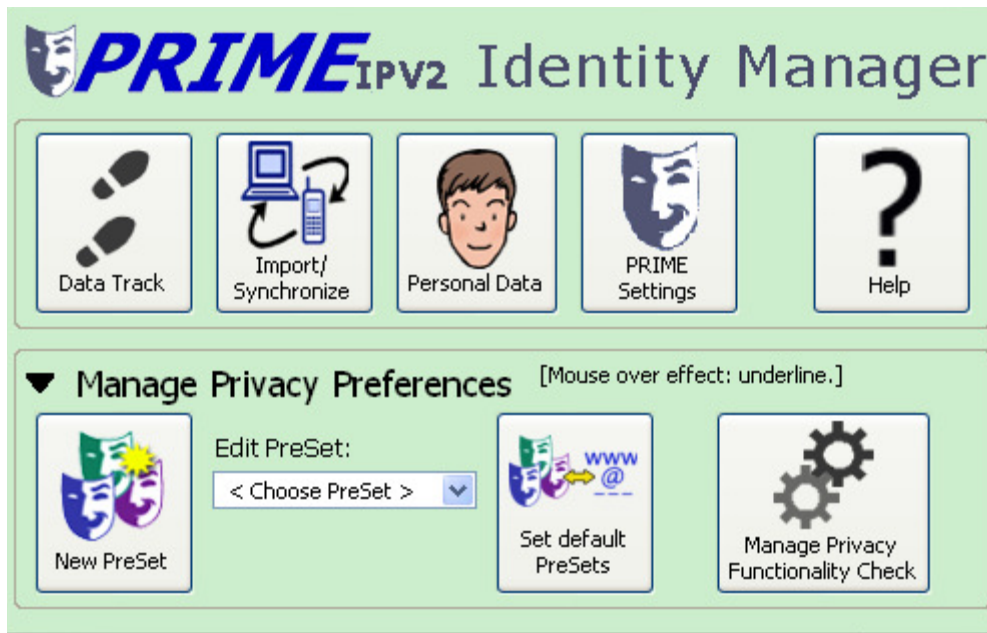 PRIME IPV2 Identity Manager
Data Track
Import/
Synchronize
Personal Data
PRIME
Settings
?
Help
Manage Privacy Preferences [Mouse over effect: underline.]
New PreSet
Edit PreSet:
< Choose PreSet >
www
@
Set default
PreSets
Manage Privacy
Functionality Check